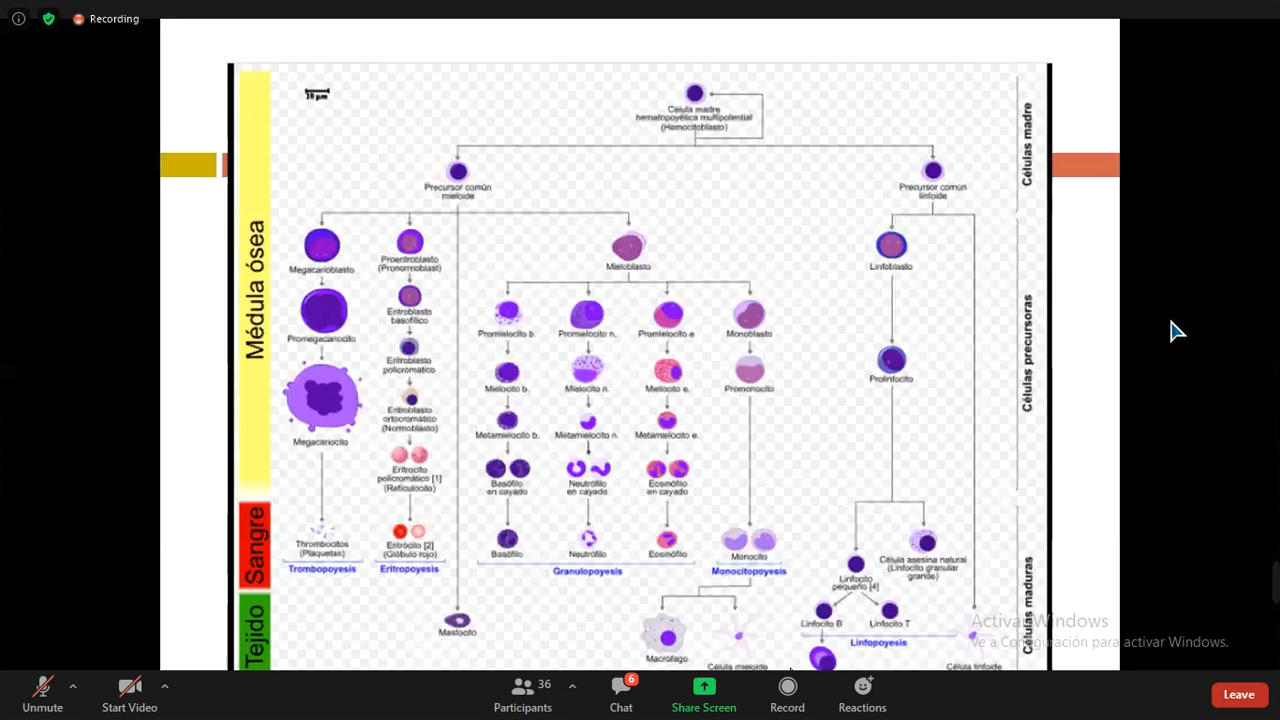 Recording
10 µm
Célula madre
hematopoyética multipotential
(Hemocitoblasto)
Precursor común
mieloide
Precursor común
linfoide
Células madre
Médula ósea
Megacarioblasto
Proeritroblasto
(Pronormoblast)
Mieloblasto
Linfoblasto
Promegacariocito
Eritroblasto
basofílico
Promielocito b.
Promielocito n.
Promielocito e.
Monoblasto
Células precursoras
Eritroblasto
policromático
Mielocito b.
Mielocito n.
Mielocito e.
Promonocito
Prolinfocito
Megacariocito
Eritroblasto
ortocromático
(Normoblasto)
Metamielocito b.
Metamielocito n.
Metamielocito e.
Eritrocito
policromático [1]
(Reticulocito)
Basófilo
en cayado
Neutrófilo
en cayado
Eosinófilo
en cayado
Sangre
Thrombocitos
(Plaquetas)
Eritrócito [2]
(Glóbulo rojo)
Basófilo
Neutrófilo
Eosinófilo
Monocito
Célula asesina natural
(Linfocito granular
grande)
Linfocito
pequeño [4]
Trombopoyesis
Eritropoyesis
Granulopoyesis
Monocitopoyesis
Células maduras
Tejido
Mastocito
Linfocito B
Linfocito T
Linfopoyesis
Macrófago
Célula mieloide
Célula linfoide
Activar Windows
Ve a Configuración para activar Windows.
Unmute
Start Video
36
Participants
6
Chat
Share Screen
Record
Reactions
Leave